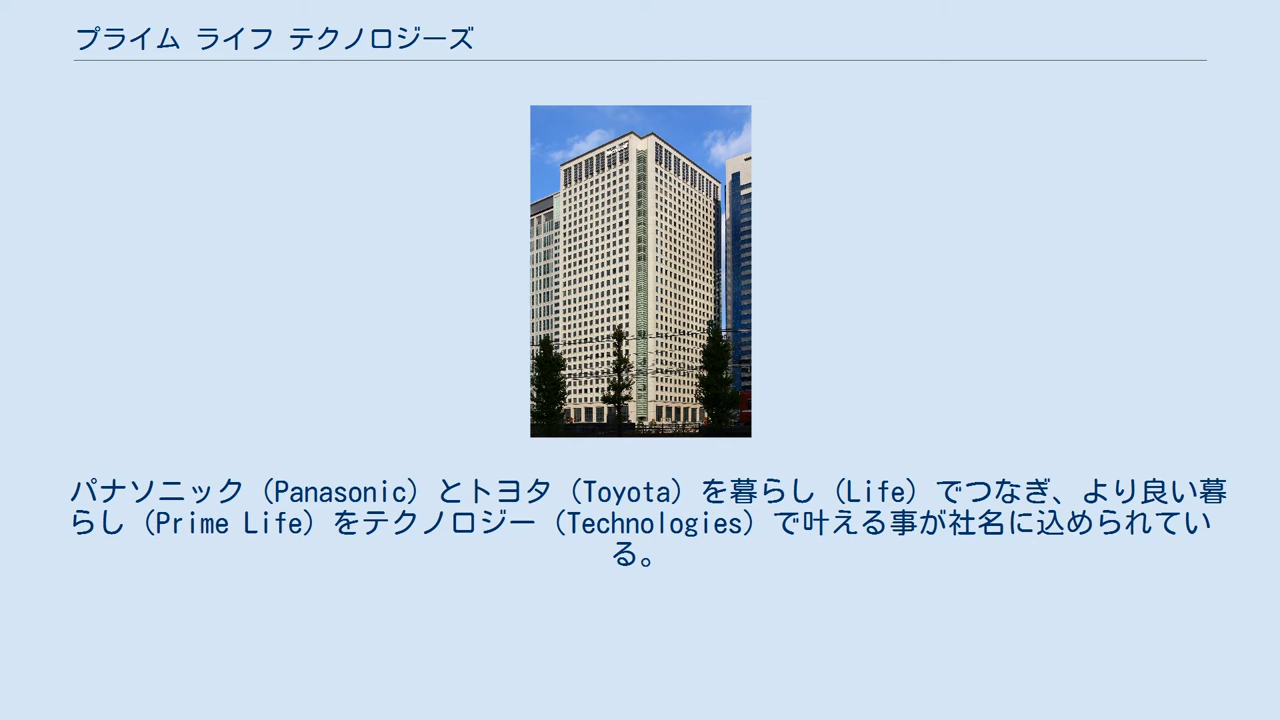 プライム ライフ テクノロジーズ
パナソニック（Panasonic）とトヨタ（Toyota）を暮らし（Life）でつなぎ、より良い暮
らし（Prime Life）をテクノロジー（Technologies）で叶える事が社名に込められてい
る。